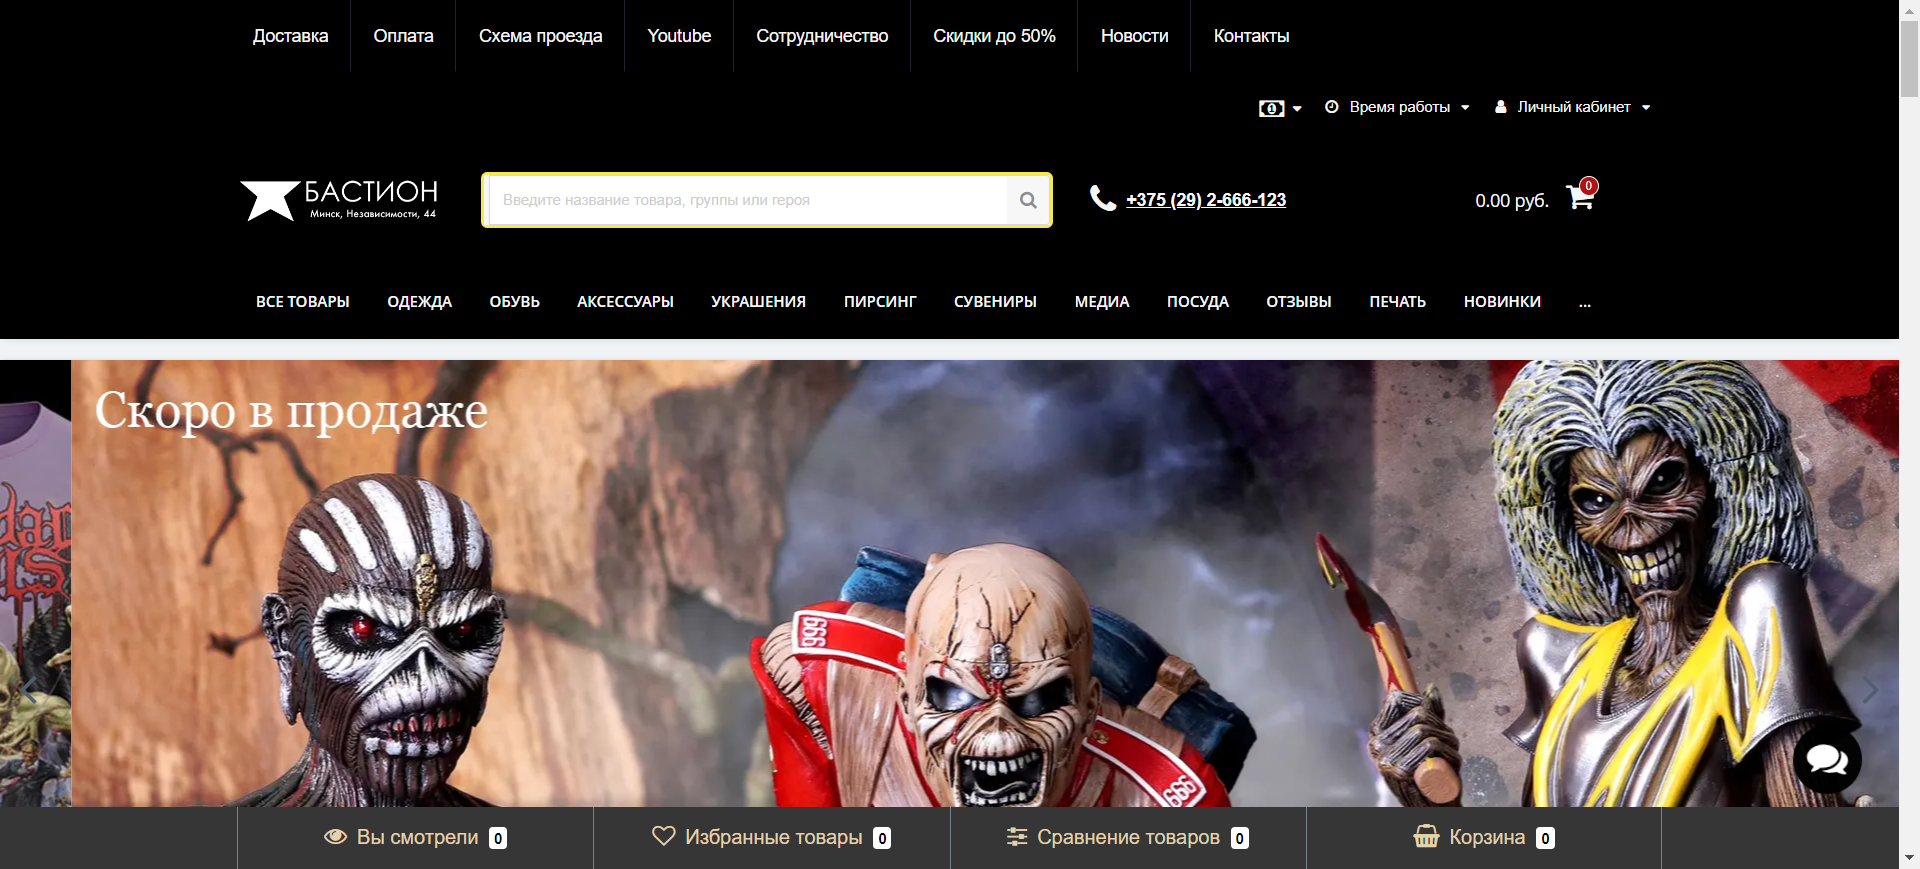 Доставка
Оплата
Схема проезда
Youtube
Сотрудничество
Скидки до 50%
Новости
Контакты
Время работы
Личный кабинет
БАСТИОН
Минск, Независимости, 44
Введите название товара, группы или героя
+375 (29) 2-666-123
0.00 руб.
0
ВСЕ ТОВАРЫ
ОДЕЖДА
ОБУВЬ
АКСЕССУАРЫ
УКРАШЕНИЯ
ПИРСИНГ
СУВЕНИРЫ
МЕДИА
ПОСУДА
ОТЗЫВЫ
ПЕЧАТЬ
НОВИНКИ
...
Скоро в продаже
666
666
Вы смотрели 0
Избранные товары 0
Сравнение товаров 0
Корзина 0